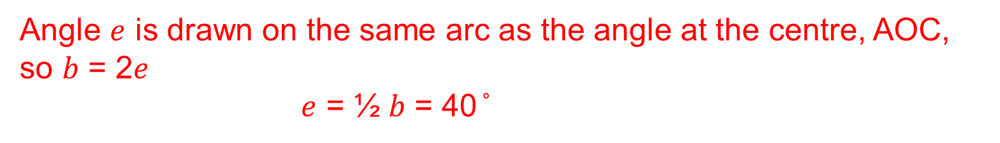 Angle e is drawn on the same arc as the angle at the centre, AOC,
so b = 2e
e = ½ b = 40°